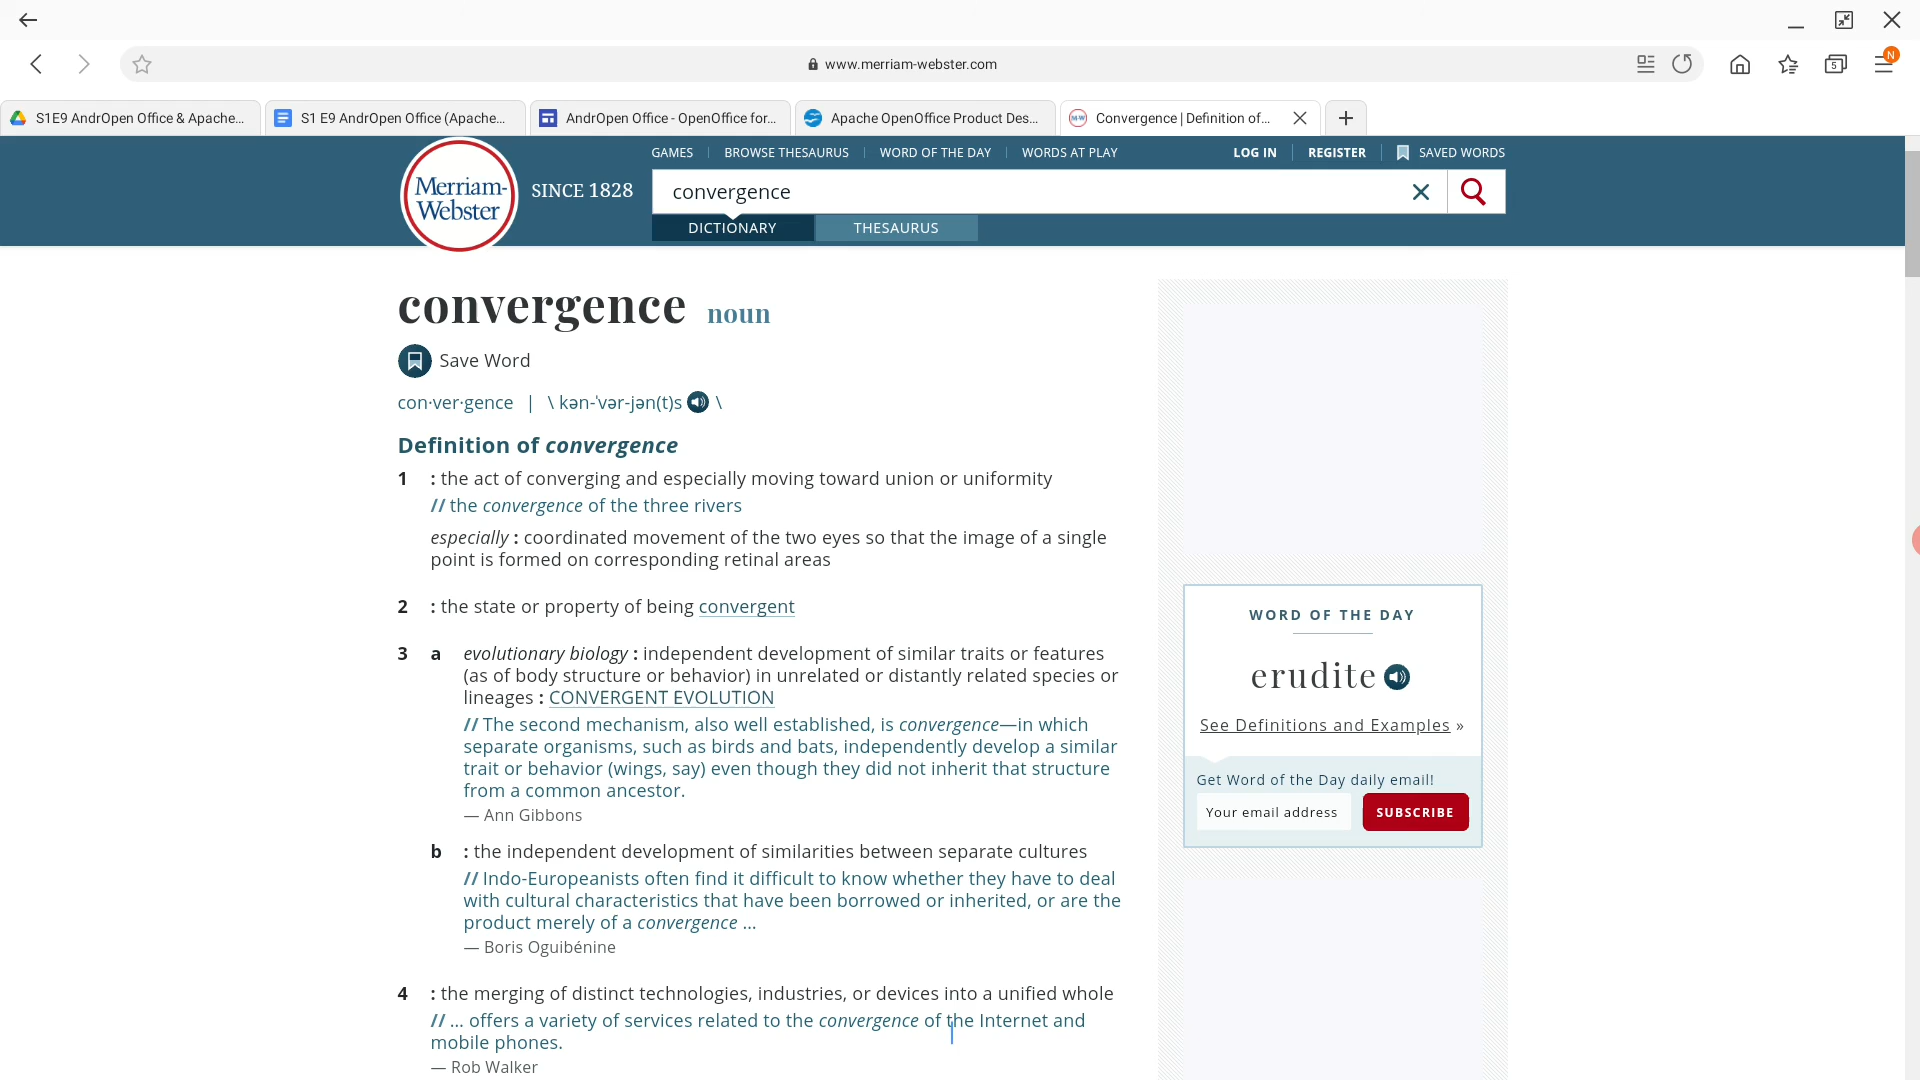 www.merriam-webster.com
5
N
S1E9 AndrOpen Office & Apache...
S1 E9 AndrOpen Office (Apache...
AndrOpen Office - OpenOffice for...
Apache OpenOffice Product Des...
Convergence | Definition of...
GAMES
BROWSE THESAURUS
WORD OF THE DAY
WORDS AT PLAY
LOG IN
REGISTER
SAVED WORDS
Merriam-
Webster
SINCE 1828
convergence
DICTIONARY
THESAURUS
convergence noun
Save Word
con·ver·gence | \ kən-ˈvər-jən(t)s \
Definition of convergence
1 : the act of converging and especially moving toward union or uniformity
// the convergence of the three rivers
especially : coordinated movement of the two eyes so that the image of a single
point is formed on corresponding retinal areas
2 : the state or property of being convergent
3 a evolutionary biology : independent development of similar traits or features
(as of body structure or behavior) in unrelated or distantly related species or
lineages : CONVERGENT EVOLUTION
// The second mechanism, also well established, is convergence—in which
separate organisms, such as birds and bats, independently develop a similar
trait or behavior (wings, say) even though they did not inherit that structure
from a common ancestor.
— Ann Gibbons
b : the independent development of similarities between separate cultures
// Indo-Europeanists often find it difficult to know whether they have to deal
with cultural characteristics that have been borrowed or inherited, or are the
product merely of a convergence ...
— Boris Oguibénine
4 : the merging of distinct technologies, industries, or devices into a unified whole
// ... offers a variety of services related to the convergence of the Internet and
mobile phones.
— Rob Walker
WORD OF THE DAY
erudite
See Definitions and Examples »
Get Word of the Day daily email!
Your email address
SUBSCRIBE